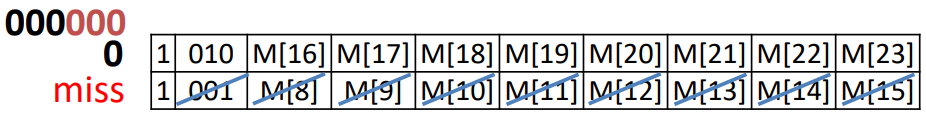 000000
0
miss
1 010 M[16] M[17] M[18] M[19] M[20] M[21] M[22] M[23]
1 001 M[8] M[9] M[10] M[11] M[12] M[13] M[14] M[15]